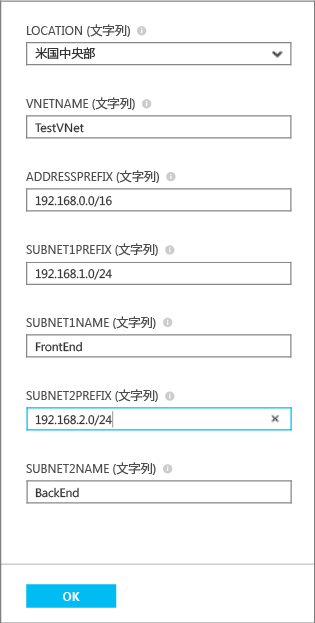 LOCATION (文字列)
米国中央部
VNETNAME (文字列)
TestVNet
ADDRESSPREFIX (文字列)
192.168.0.0/16
SUBNET1PREFIX (文字列)
192.168.1.0/24
SUBNET1NAME (文字列)
FrontEnd
SUBNET2PREFIX (文字列)
192.168.2.0/24
SUBNET2NAME (文字列)
BackEnd
OK